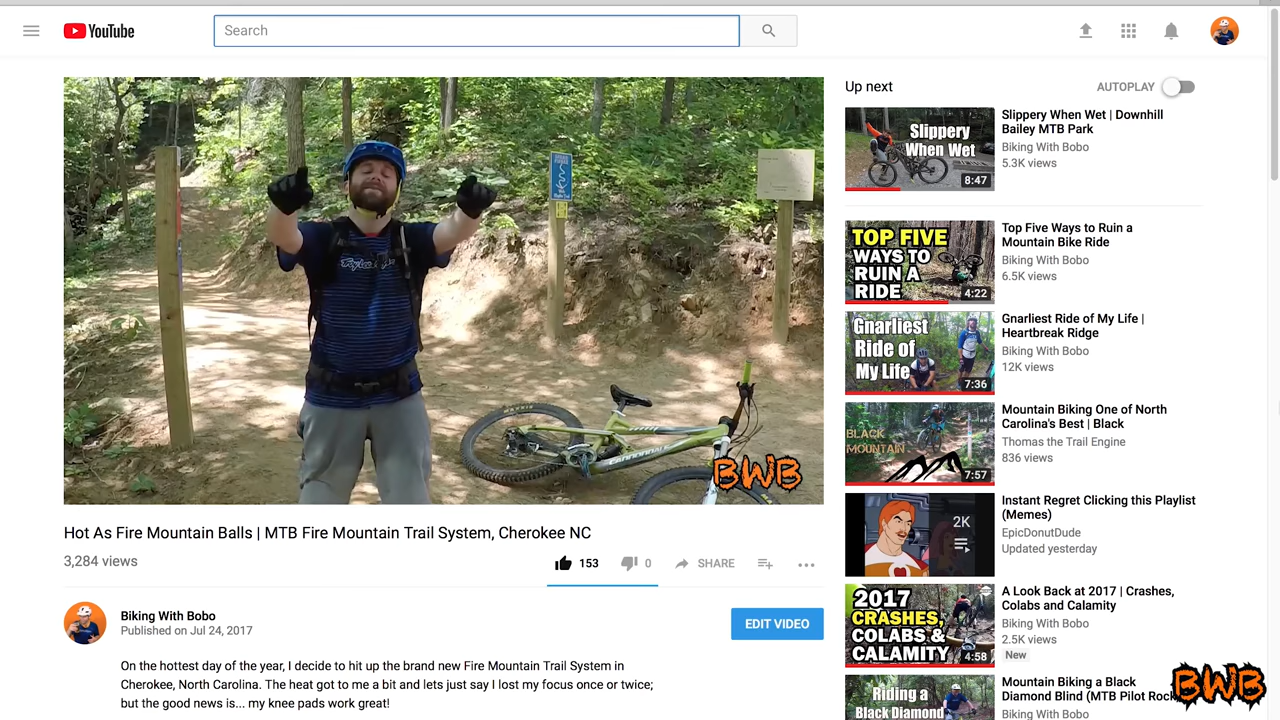 YouTube
Search
BWB
Hot As Fire Mountain Balls | MTB Fire Mountain Trail System, Cherokee NC
3,284 views
153
0
SHARE
Biking With Bobo
Published on Jul 24, 2017
EDIT VIDEO
On the hottest day of the year, I decide to hit up the brand new Fire Mountain Trail System in
Cherokee, North Carolina. The heat got to me a bit and lets just say I lost my focus once or twice;
but the good news is... my knee pads work great!
Up next
AUTOPLAY
Slippery
When Wet
8:47
Slippery When Wet | Downhill
Bailey MTB Park
Biking With Bobo
5.3K views
TOP FIVE
WAYS TO
RUIN A
RIDE
4:22
Top Five Ways to Ruin a
Mountain Bike Ride
Biking With Bobo
6.5K views
Gnarliest
Ride of
My Life
7:36
Gnarliest Ride of My Life |
Heartbreak Ridge
Biking With Bobo
12K views
BLACK
MOUNTAIN
7:57
Mountain Biking One of North
Carolina's Best | Black
Thomas the Trail Engine
836 views
2K
Instant Regret Clicking this Playlist
(Memes)
EpicDonutDude
Updated yesterday
2017
CRASHES,
COLABS &
CALAMITY
4:58
A Look Back at 2017 | Crashes,
Colabs and Calamity
Biking With Bobo
2.5K views
New
Riding a
Black Diamond
Mountain Biking a Black
Diamond Blind (MTB Pilot Rock
Biking With Bobo
BWB